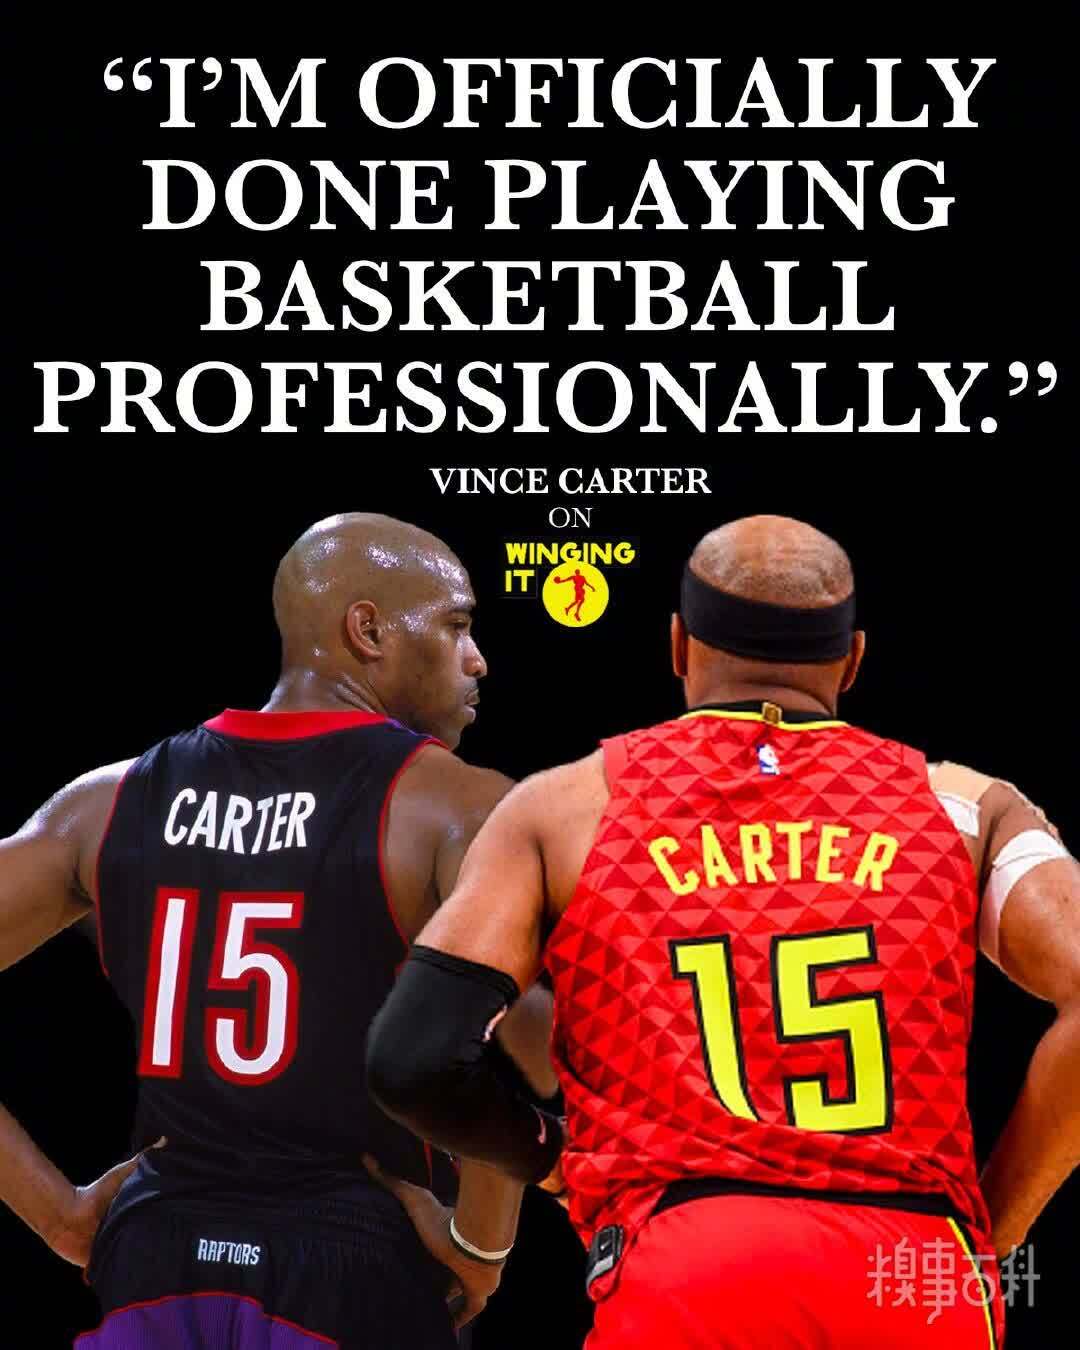 “I’M OFFICIALLY
DONE PLAYING
BASKETBALL
PROFESSIONALLY.”
VINCE CARTER
ON
WINGING
IT
CARTER
15
RAPTORS
CARTER
15
糗事百科